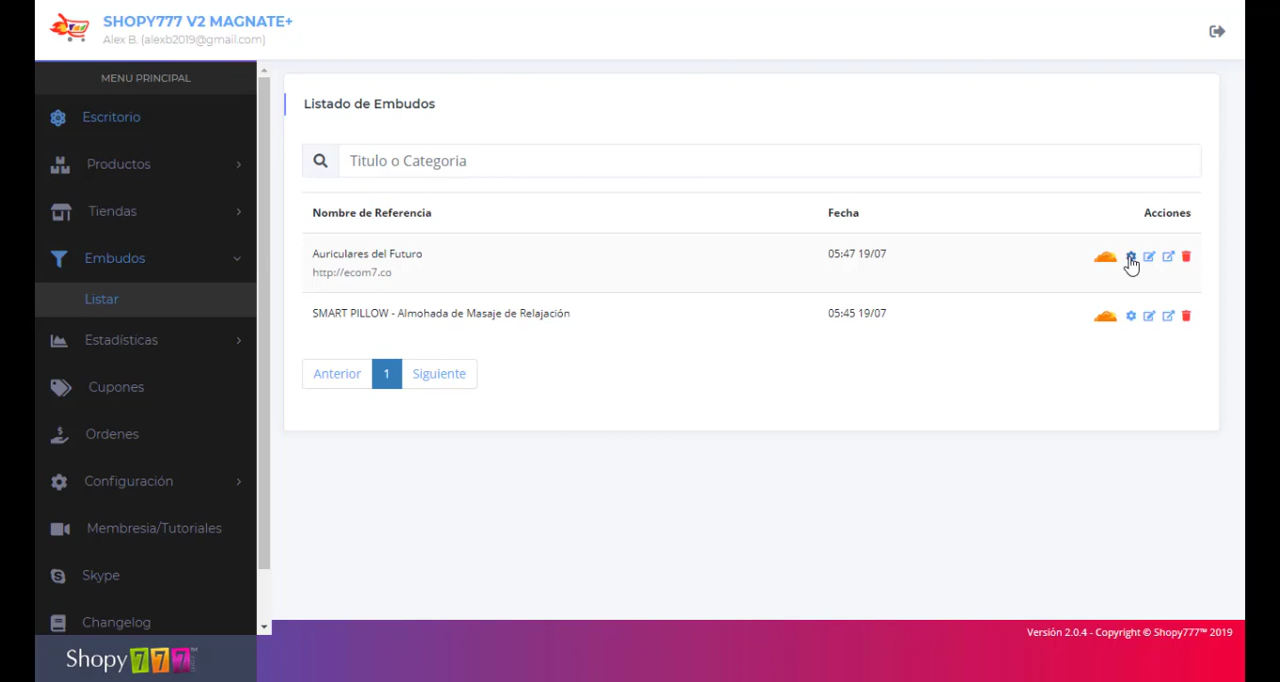 SHOPY777 V2 MAGNATE+
Alex B. (alexb2019@gmail.com)
MENU PRINCIPAL
Escritorio
Productos
Tiendas
Embudos
Listar
Estadísticas
Cupones
Ordenes
Configuración
Membresia/Tutoriales
Skype
Changelog
Shopy777™
Listado de Embudos
Titulo o Categoria
Nombre de Referencia Fecha Acciones
Auriculares del Futuro 05:47 19/07
http://ecom7.co
SMART PILLOW - Almohada de Masaje de Relajación 05:45 19/07
Anterior 1 Siguiente
Versión 2.0.4 - Copyright © Shopy777™ 2019